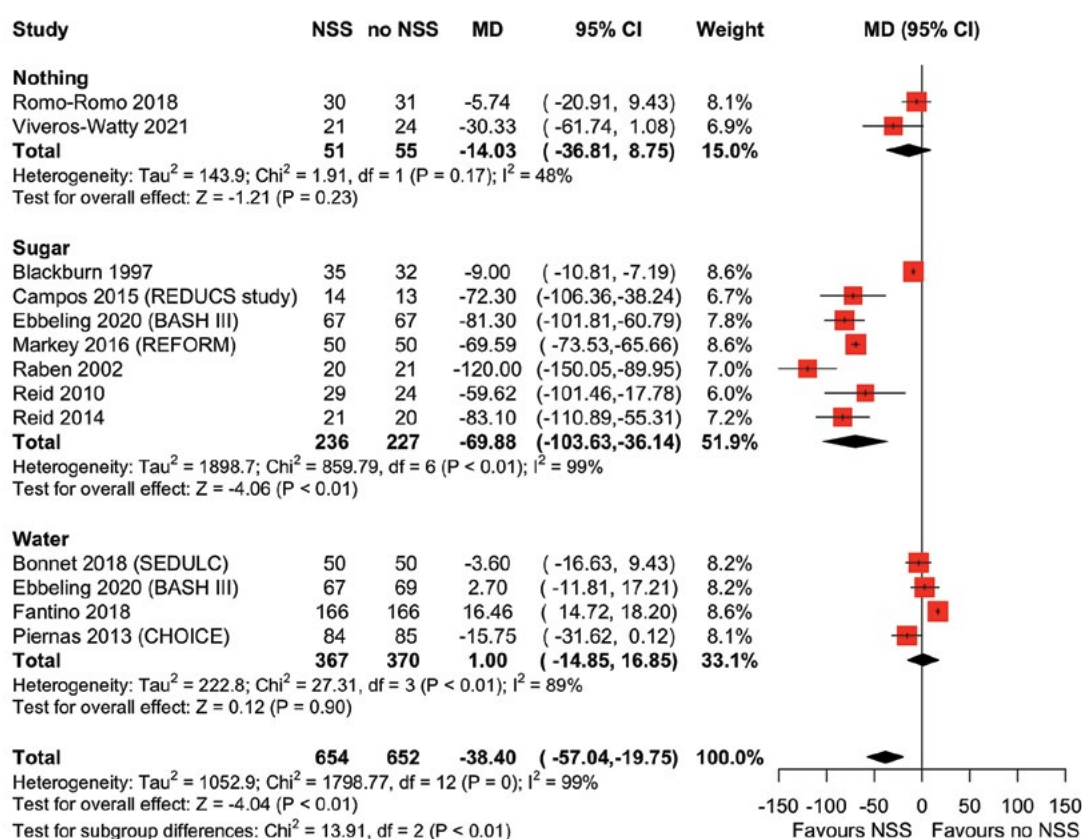 Study NSS no NSS MD 95% CI Weight MD (95% CI)
Nothing
Romo-Romo 2018 30 31 -5.74 ( -20.91, 9.43) 8.1%
Viveros-Watty 2021 21 24 -30.33 ( -61.74, 1.08) 6.9%
Total 51 55 -14.03 ( -36.81, 8.75) 15.0%
Heterogeneity: Tau² = 143.9; Chi² = 1.91, df = 1 (P = 0.17); I² = 48%
Test for overall effect: Z = -1.21 (P = 0.23)
Sugar
Blackburn 1997 35 32 -9.00 ( -10.81, -7.19) 8.6%
Campos 2015 (REDUCS study) 14 13 -72.30 (-106.36,-38.24) 6.7%
Ebbeling 2020 (BASH III) 67 67 -81.30 (-101.81,-60.79) 7.8%
Markey 2016 (REFORM) 50 50 -69.59 ( -73.53,-65.66) 8.6%
Raben 2002 20 21 -120.00 (-150.05,-89.95) 7.0%
Reid 2010 29 24 -59.62 (-101.46,-17.78) 6.0%
Reid 2014 21 20 -83.10 (-110.89,-55.31) 7.2%
Total 236 227 -69.88 (-103.63,-36.14) 51.9%
Heterogeneity: Tau² = 1898.7; Chi² = 859.79, df = 6 (P < 0.01); I² = 99%
Test for overall effect: Z = -4.06 (P < 0.01)
Water
Bonnet 2018 (SEDULC) 50 50 -3.60 ( -16.63, 9.43) 8.2%
Ebbeling 2020 (BASH III) 67 69 2.70 ( -11.81, 17.21) 8.2%
Fantino 2018 166 166 16.46 ( 14.72, 18.20) 8.6%
Piernas 2013 (CHOICE) 84 85 -15.75 ( -31.62, 0.12) 8.1%
Total 367 370 1.00 ( -14.85, 16.85) 33.1%
Heterogeneity: Tau² = 222.8; Chi² = 27.31, df = 3 (P < 0.01); I² = 89%
Test for overall effect: Z = 0.12 (P = 0.90)
Total 654 652 -38.40 ( -57.04,-19.75) 100.0%
Heterogeneity: Tau² = 1052.9; Chi² = 1798.77, df = 12 (P = 0); I² = 99%
Test for overall effect: Z = -4.04 (P < 0.01)
Test for subgroup differences: Chi² = 13.91, df = 2 (P < 0.01)
-150 -100 -50 0 50 100 150
Favours NSS Favours no NSS